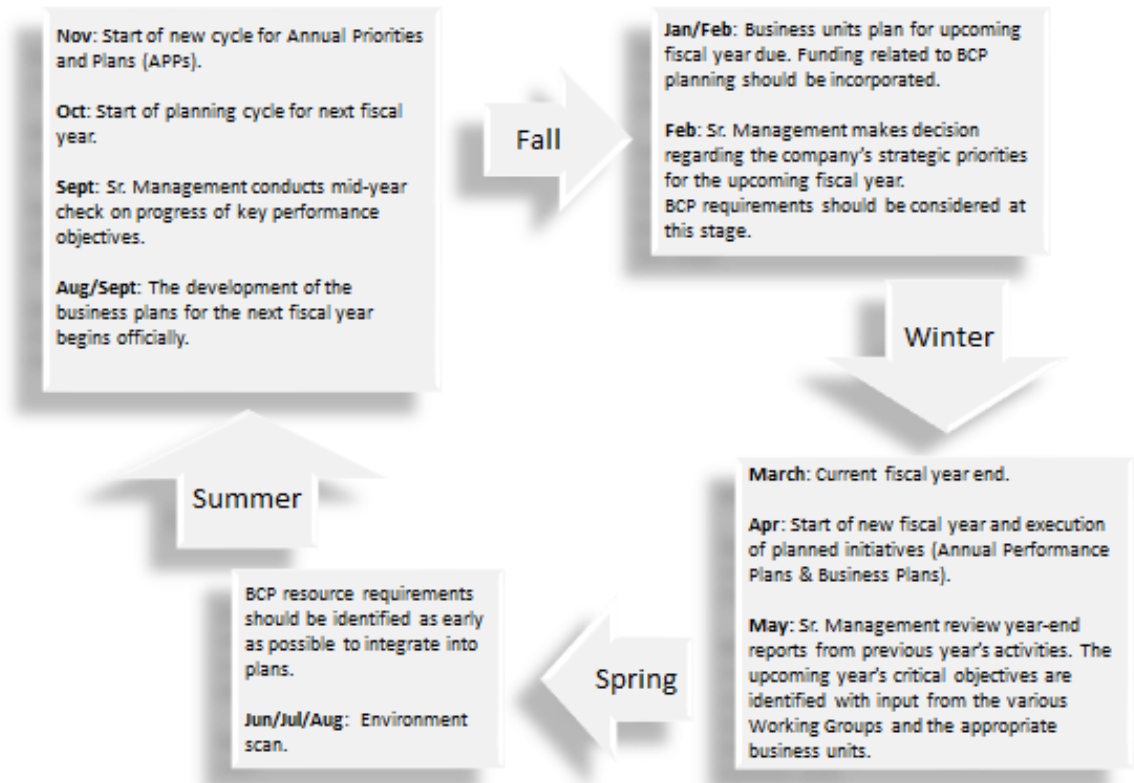 Nov: Start of new cycle for Annual Priorities
and Plans (APPs).
Oct: Start of planning cycle for next fiscal
year.
Sept: Sr. Management conducts mid-year
check on progress of key performance
objectives.
Aug/Sept: The development of the
business plans for the next fiscal year
begins officially.
Fall
Jan/Feb: Business units plan for upcoming
fiscal year due. Funding related to BCP
planning should be incorporated.
Feb: Sr. Management makes decision
regarding the company's strategic priorities
for the upcoming fiscal year.
BCP requirements should be considered at
this stage.
Winter
March: Current fiscal year end.
Apr: Start of new fiscal year and execution
of planned initiatives (Annual Performance
Plans & Business Plans).
May: Sr. Management review year-end
reports from previous year's activities. The
upcoming year's critical objectives are
identified with input from the various
Working Groups and the appropriate
business units.
Spring
BCP resource requirements
should be identified as early
as possible to integrate into
plans.
Jun/Jul/Aug: Environment
scan.
Summer